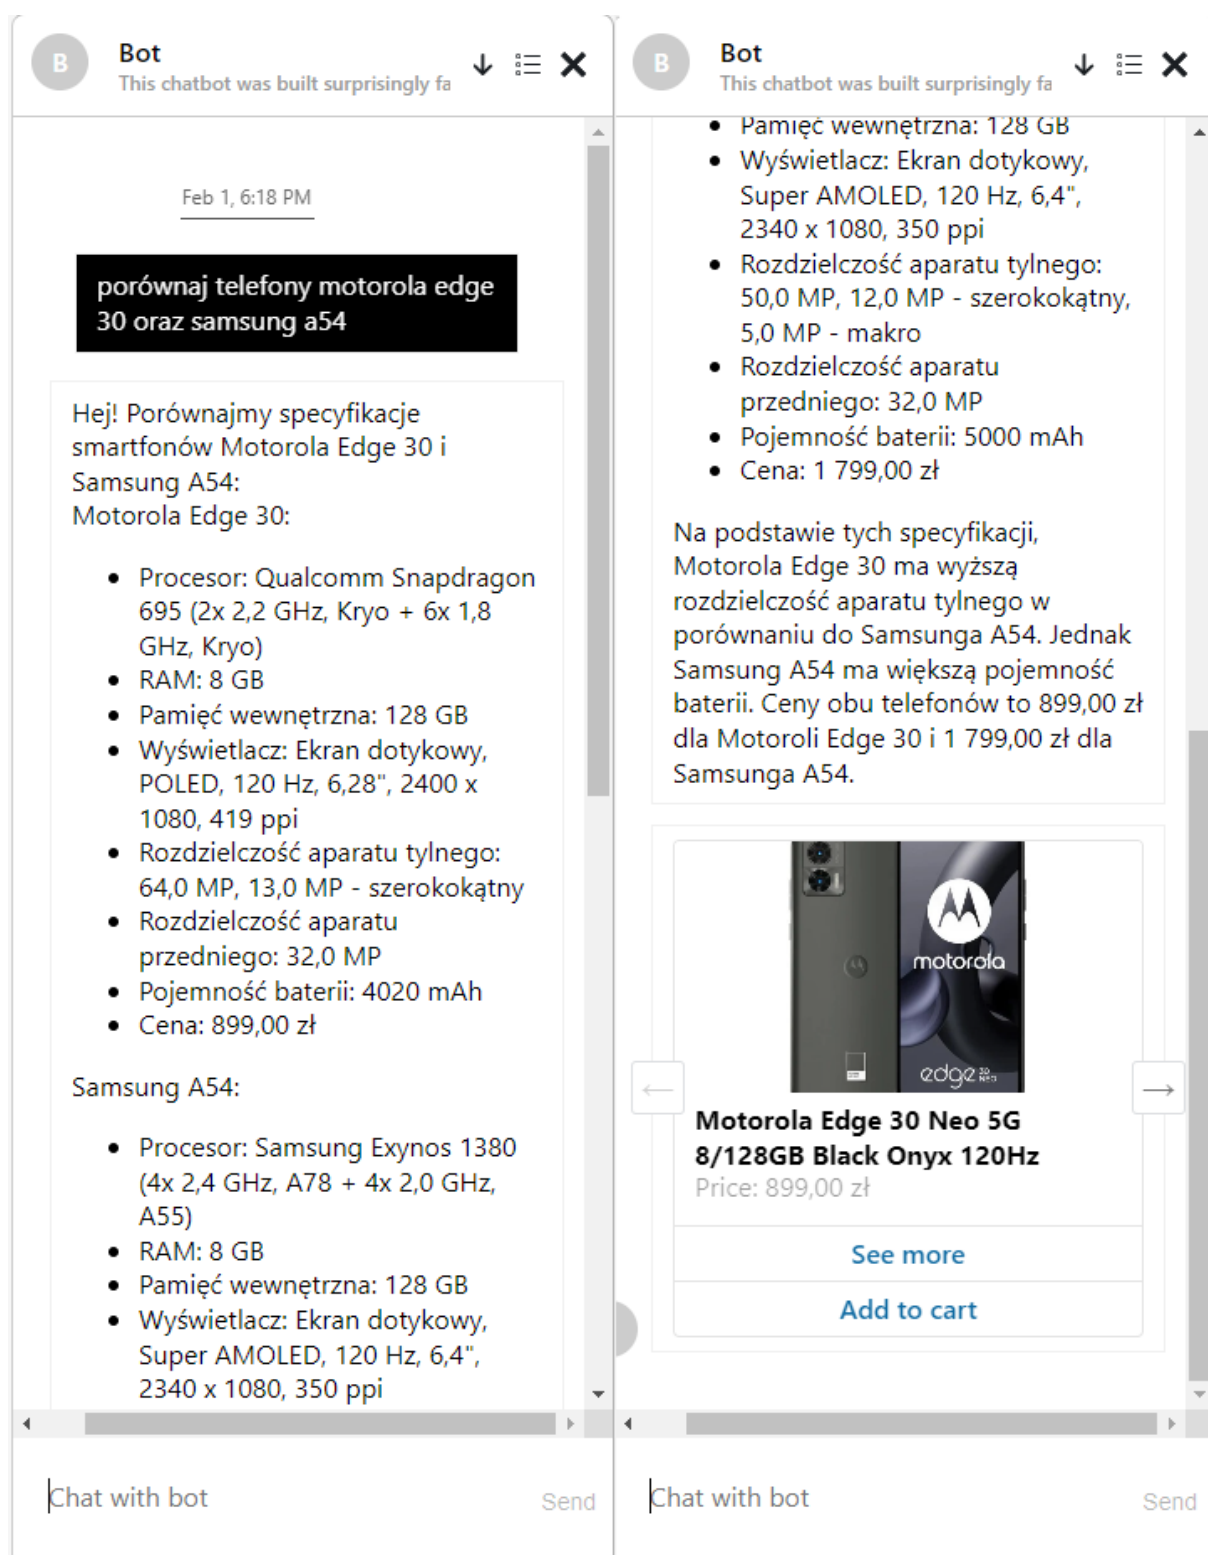 B
Bot
This chatbot was built surprisingly fa
Feb 1, 6:18 PM
porównaj telefony motorola edge
30 oraz samsung a54
Hej! Porównajmy specyfikacje
smartfonów Motorola Edge 30 i
Samsung A54:
Motorola Edge 30:
• Procesor: Qualcomm Snapdragon
695 (2x 2,2 GHz, Kryo + 6x 1,8
GHz, Kryo)
• RAM: 8 GB
• Pamięć wewnętrzna: 128 GB
• Wyświetlacz: Ekran dotykowy,
POLED, 120 Hz, 6,28", 2400 x
1080, 419 ppi
• Rozdzielczość aparatu tylnego:
64,0 MP, 13,0 MP - szerokokątny
• Rozdzielczość aparatu
przedniego: 32,0 MP
• Pojemność baterii: 4020 mAh
• Cena: 899,00 zł
Samsung A54:
• Procesor: Samsung Exynos 1380
(4x 2,4 GHz, A78 + 4x 2,0 GHz,
A55)
• RAM: 8 GB
• Pamięć wewnętrzna: 128 GB
• Wyświetlacz: Ekran dotykowy,
Super AMOLED, 120 Hz, 6,4",
2340 x 1080, 350 ppi
Chat with bot
Send
B
Bot
This chatbot was built surprisingly fa
• Pamięć wewnętrzna: 128 GB
• Wyświetlacz: Ekran dotykowy,
Super AMOLED, 120 Hz, 6,4",
2340 x 1080, 350 ppi
• Rozdzielczość aparatu tylnego:
50,0 MP, 12,0 MP - szerokokątny,
5,0 MP - makro
• Rozdzielczość aparatu
przedniego: 32,0 MP
• Pojemność baterii: 5000 mAh
• Cena: 1 799,00 zł
Na podstawie tych specyfikacji,
Motorola Edge 30 ma wyższą
rozdzielczość aparatu tylnego w
porównaniu do Samsunga A54. Jednak
Samsung A54 ma większą pojemność
baterii. Ceny obu telefonów to 899,00 zł
dla Motoroli Edge 30 i 1 799,00 zł dla
Samsunga A54.
motorola
edge 30 neo
Motorola Edge 30 Neo 5G
8/128GB Black Onyx 120Hz
Price: 899,00 zł
See more
Add to cart
Chat with bot
Send